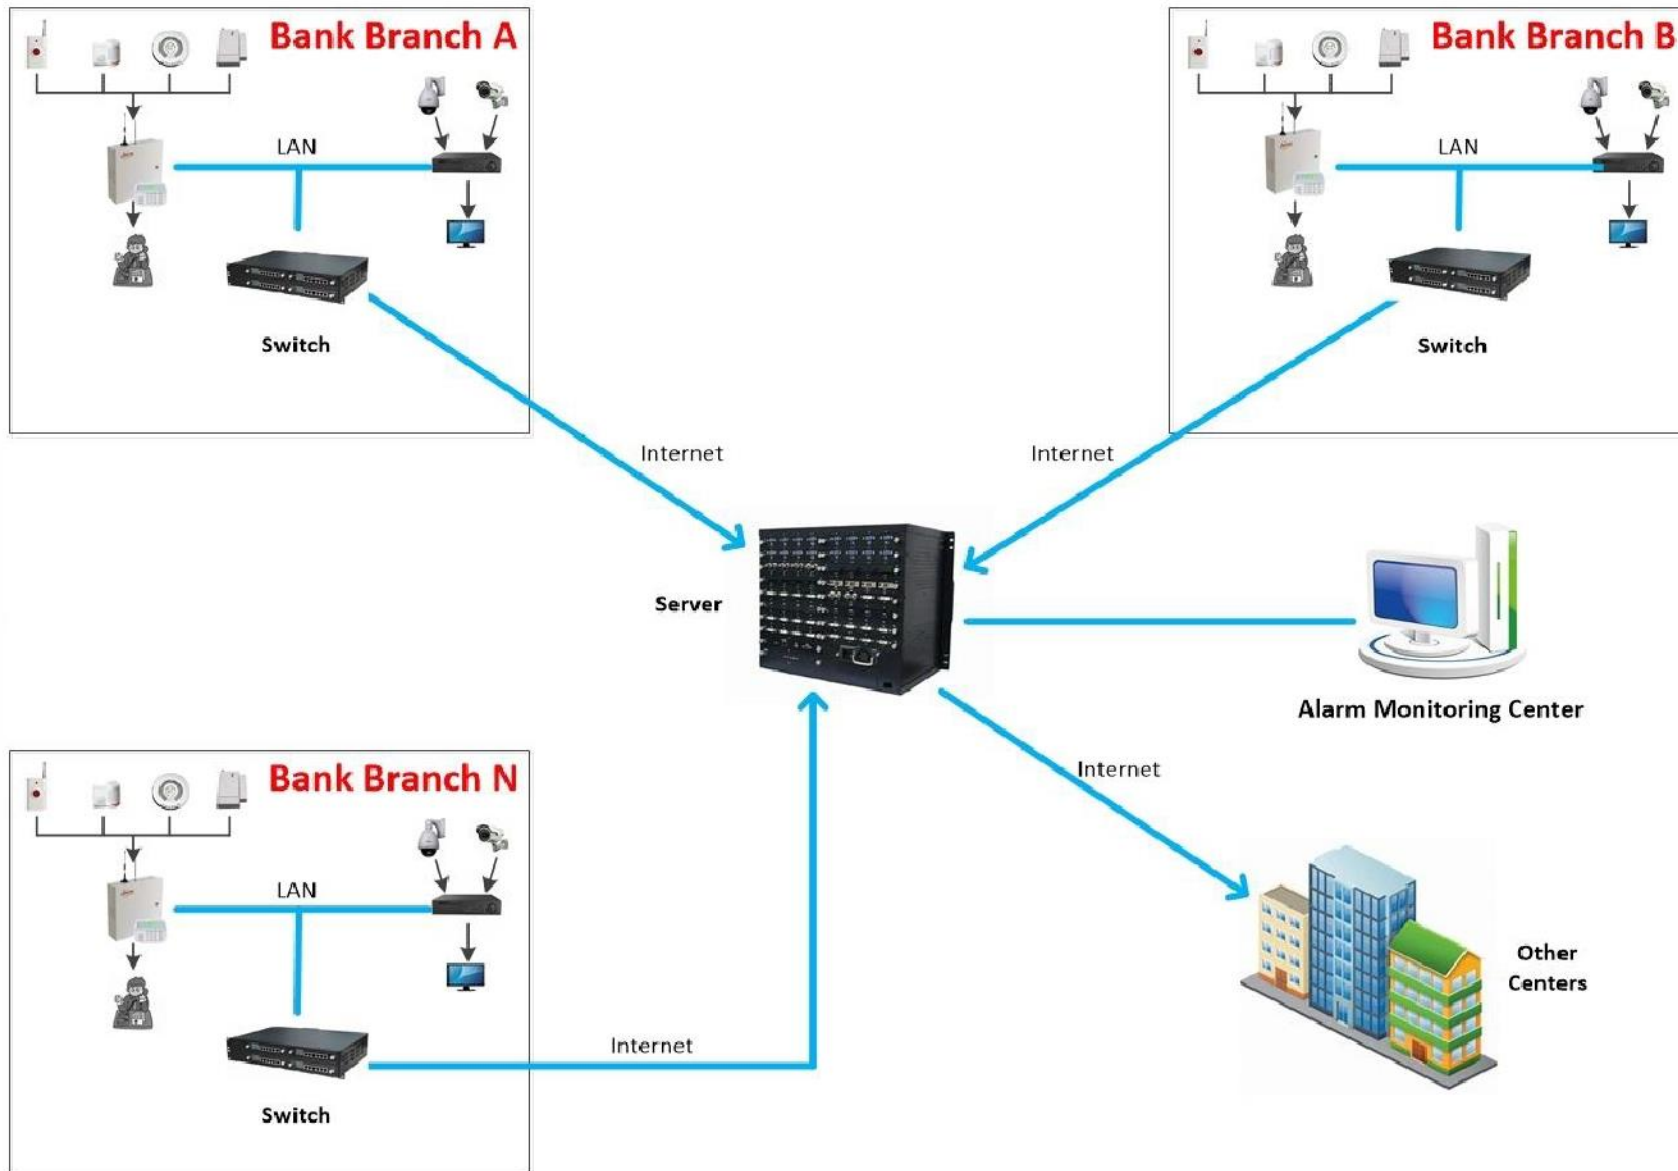 Bank Branch A
LAN
Switch
Bank Branch B
LAN
Switch
Internet
Internet
Server
Alarm Monitoring Center
Internet
Bank Branch N
LAN
Switch
Internet
Other
Centers